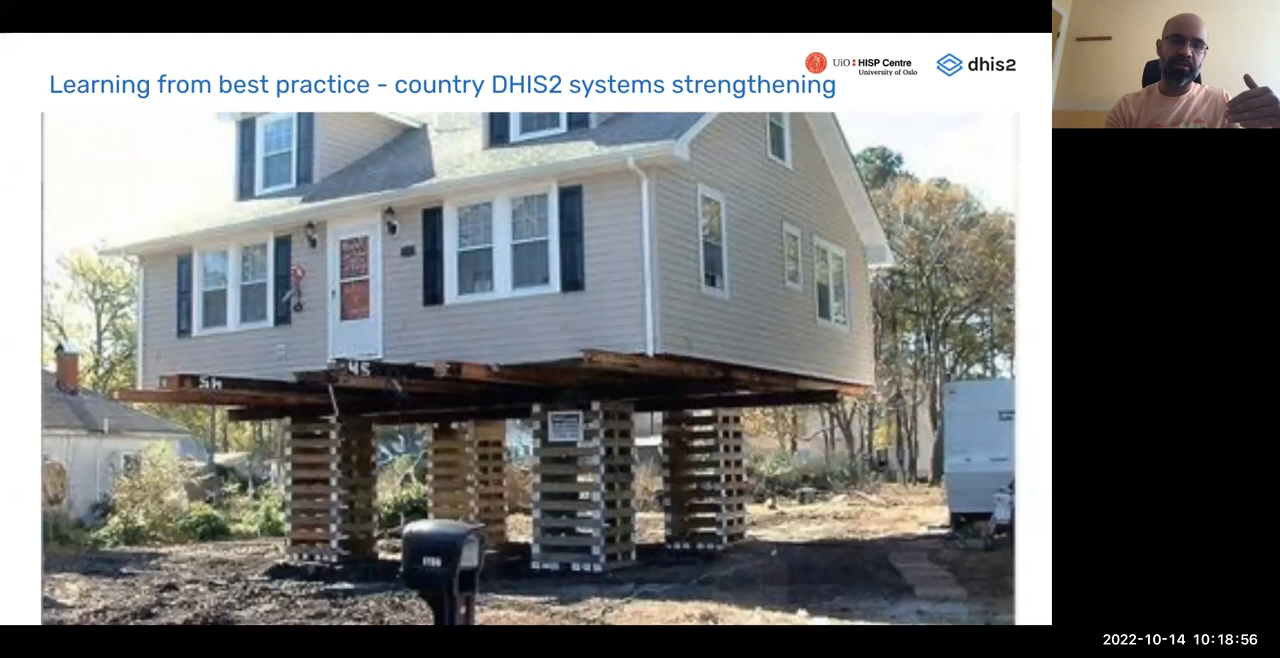 UiO: HISP Centre
University of Oslo
dhis2
Learning from best practice - country DHIS2 systems strengthening
2022-10-14 10:18:56